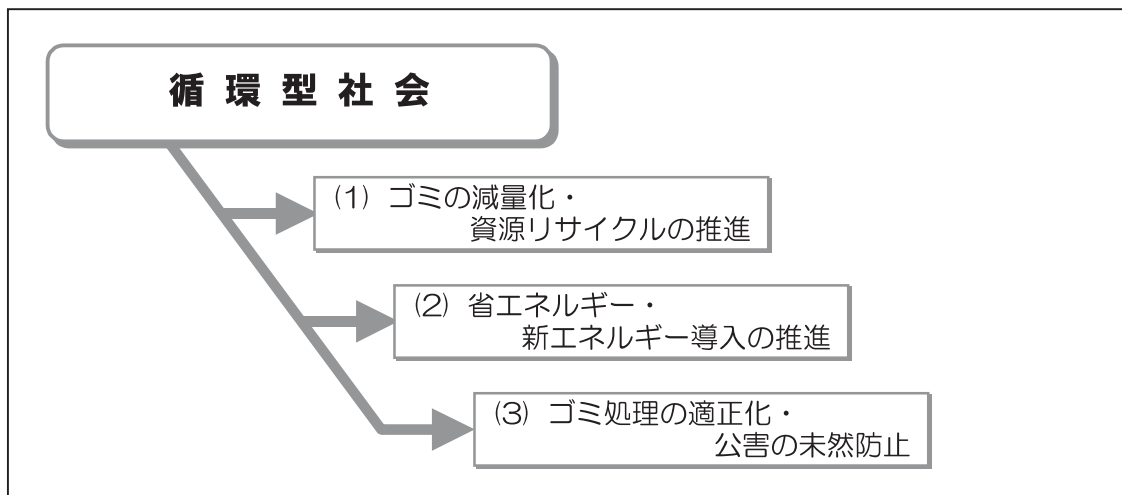 循環型社会
(1) ゴミの減量化・
資源リサイクルの推進
(2) 省エネルギー・
新エネルギー導入の推進
(3) ゴミ処理の適正化・
公害の未然防止